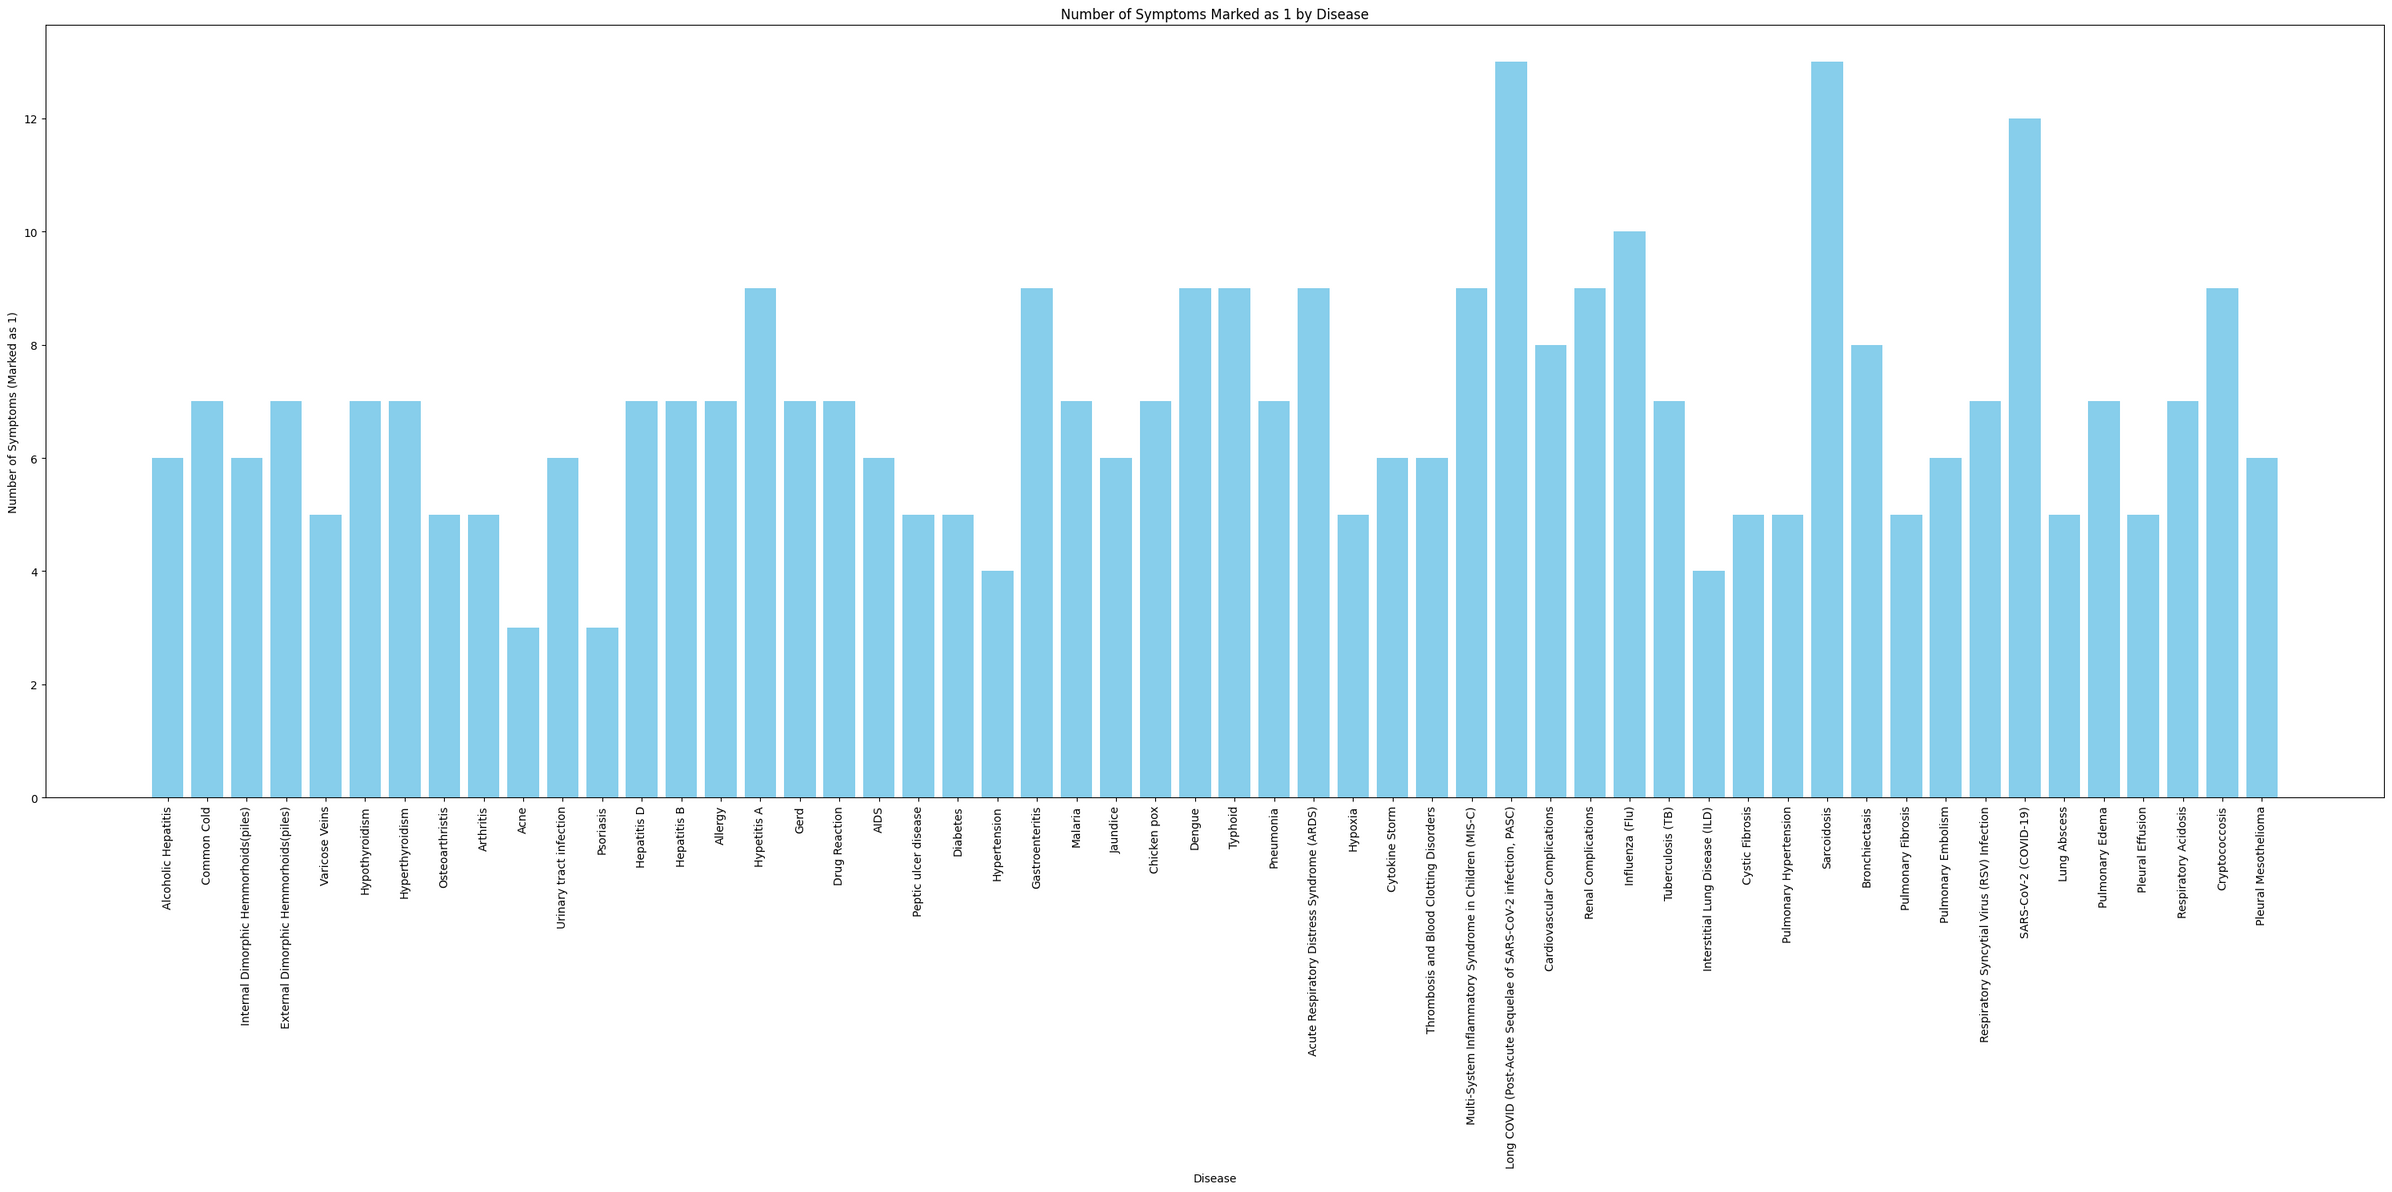 Number of Symptoms Marked as 1 by Disease
Number of Symptoms (Marked as 1)
12
10
8
6
4
2
0
Alcoholic Hepatitis
Common Cold
Internal Dimorphic Hemmorhoids(piles)
External Dimorphic Hemmorhoids(piles)
Varicose Veins
Hypothyroidism
Hyperthyroidism
Osteoarthristis
Arthritis
Acne
Urinary tract infection
Psoriasis
Hepatitis D
Hepatitis B
Allergy
Hypetitis A
Gerd
Drug Reaction
AIDS
Peptic ulcer disease
Diabetes
Hypertension
Gastroenteritis
Malaria
Jaundice
Chicken pox
Dengue
Typhoid
Pneumonia
Acute Respiratory Distress Syndrome (ARDS)
Hypoxia
Cytokine Storm
Thrombosis and Blood Clotting Disorders
Multi-System Inflammatory Syndrome in Children (MIS-C)
Long COVID (Post-Acute Sequelae of SARS-CoV-2 infection, PASC)
Cardiovascular Complications
Renal Complications
Influenza (Flu)
Tuberculosis (TB)
Interstitial Lung Disease (ILD)
Cystic Fibrosis
Pulmonary Hypertension
Sarcoidosis
Bronchiectasis
Pulmonary Fibrosis
Pulmonary Embolism
Respiratory Syncytial Virus (RSV) Infection
SARS-CoV-2 (COVID-19)
Lung Abscess
Pulmonary Edema
Pleural Effusion
Respiratory Acidosis
Cryptococcosis
Pleural Mesothelioma
Disease